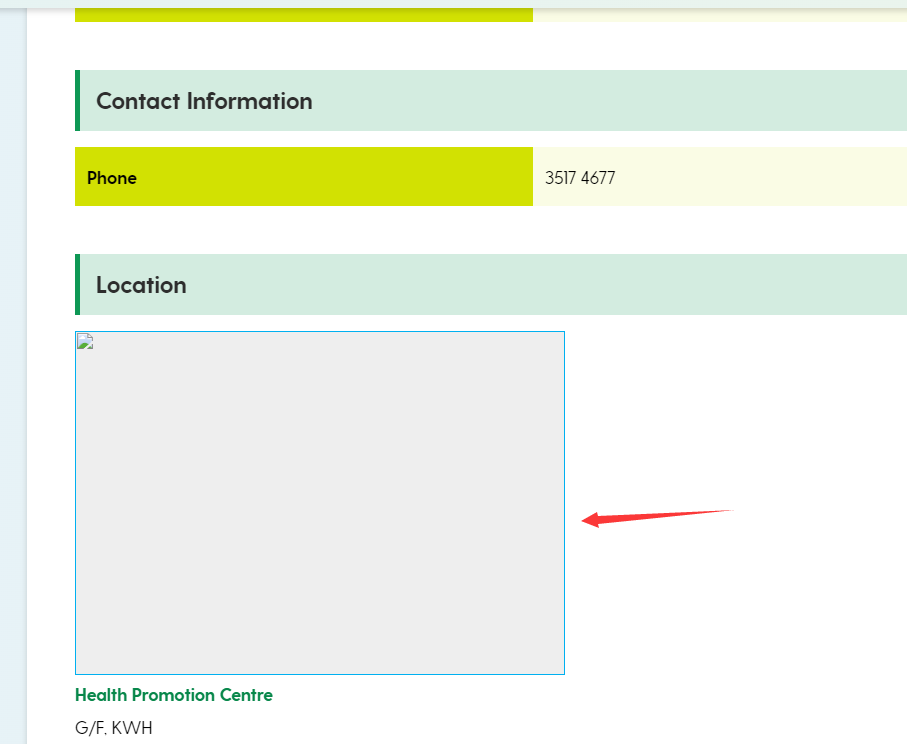 Contact Information
Phone 3517 4677
Location
Health Promotion Centre
G/F, KWH